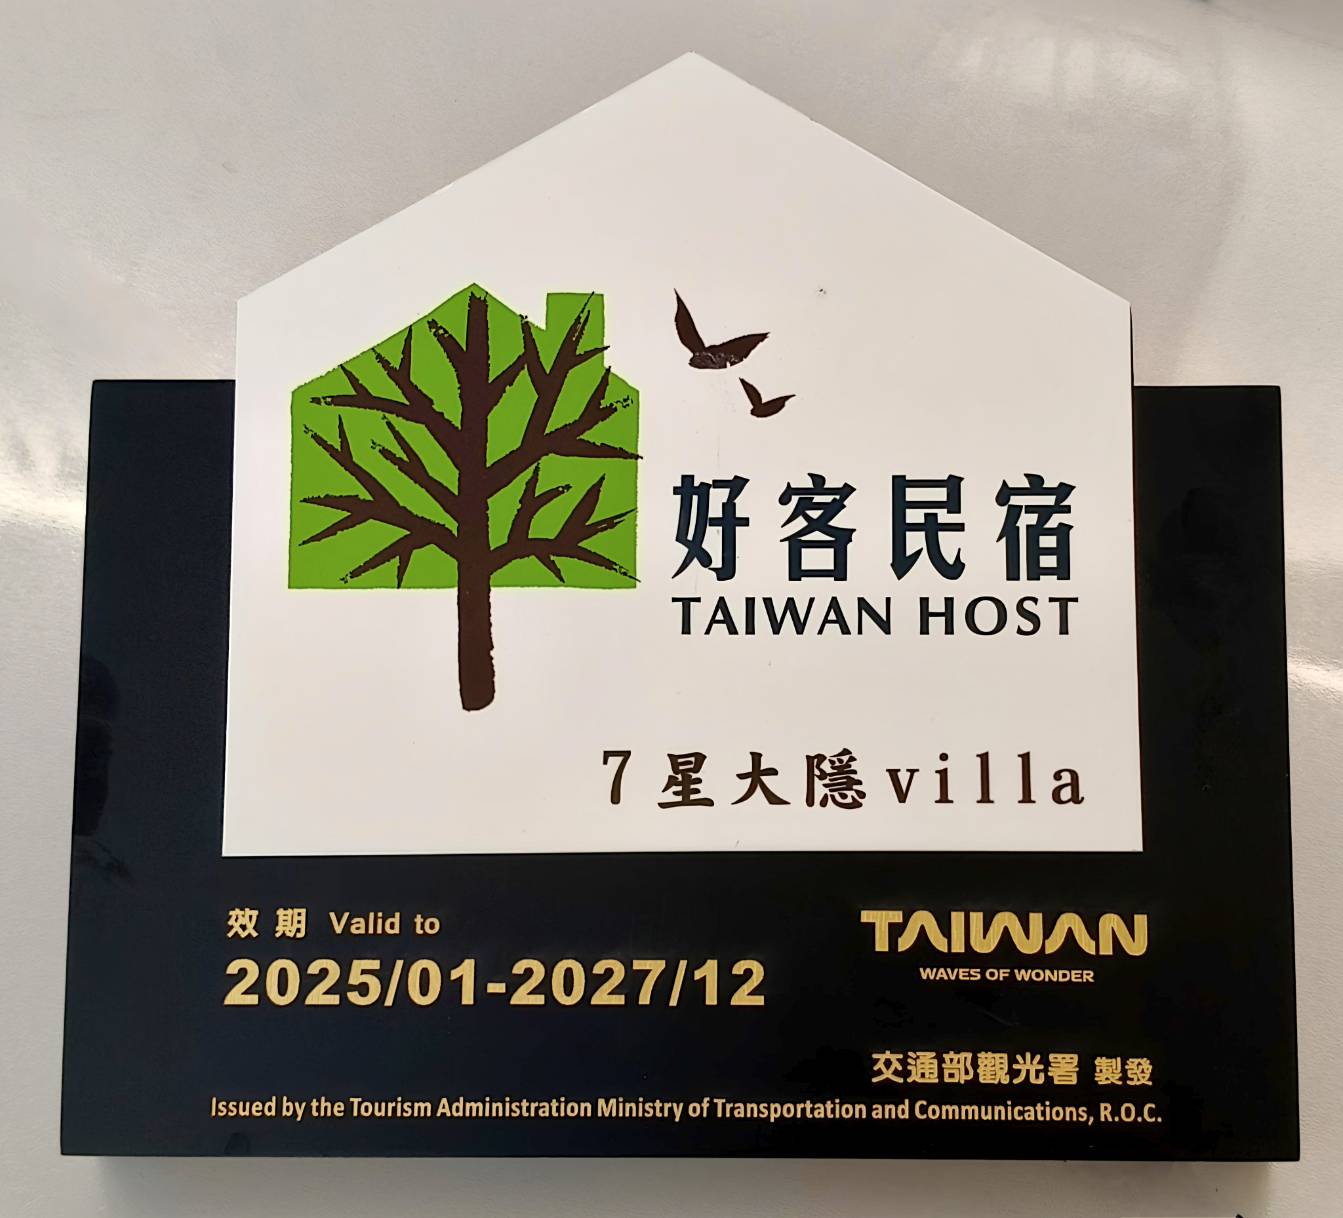 好客民宿
TAIWAN HOST
7星大隱villa
效期 Valid to
2025/01-2027/12
TAIWAN
WAVES OF WONDER
交通部觀光署 製發
Issued by the Tourism Administration Ministry of Transportation and Communications, R.O.C.